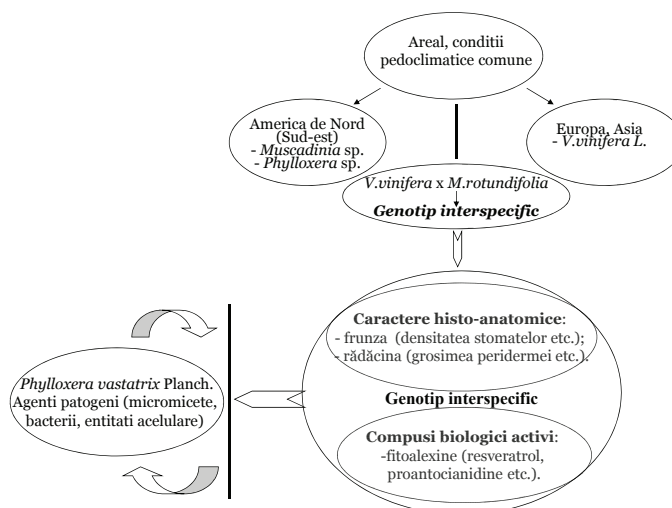 Areal, conditii
pedoclimatice comune
America de Nord
(Sud-est)
- Muscadinia sp.
- Phylloxera sp.
Europa, Asia
- V.vinifera L.
V.vinifera x M.rotundifolia
Genotip interspecific
Caractere histo-anatomice:
- frunza (densitatea stomatelor etc.);
- rădăcina (grosimea peridermei etc.).
Genotip interspecific
Compusi biologici activi:
-fitoalexine (resveratrol,
proantocianidine etc.).
Phylloxera vastatrix Planch.
Agenti patogeni (micromicete,
bacterii, entitati acelulare)